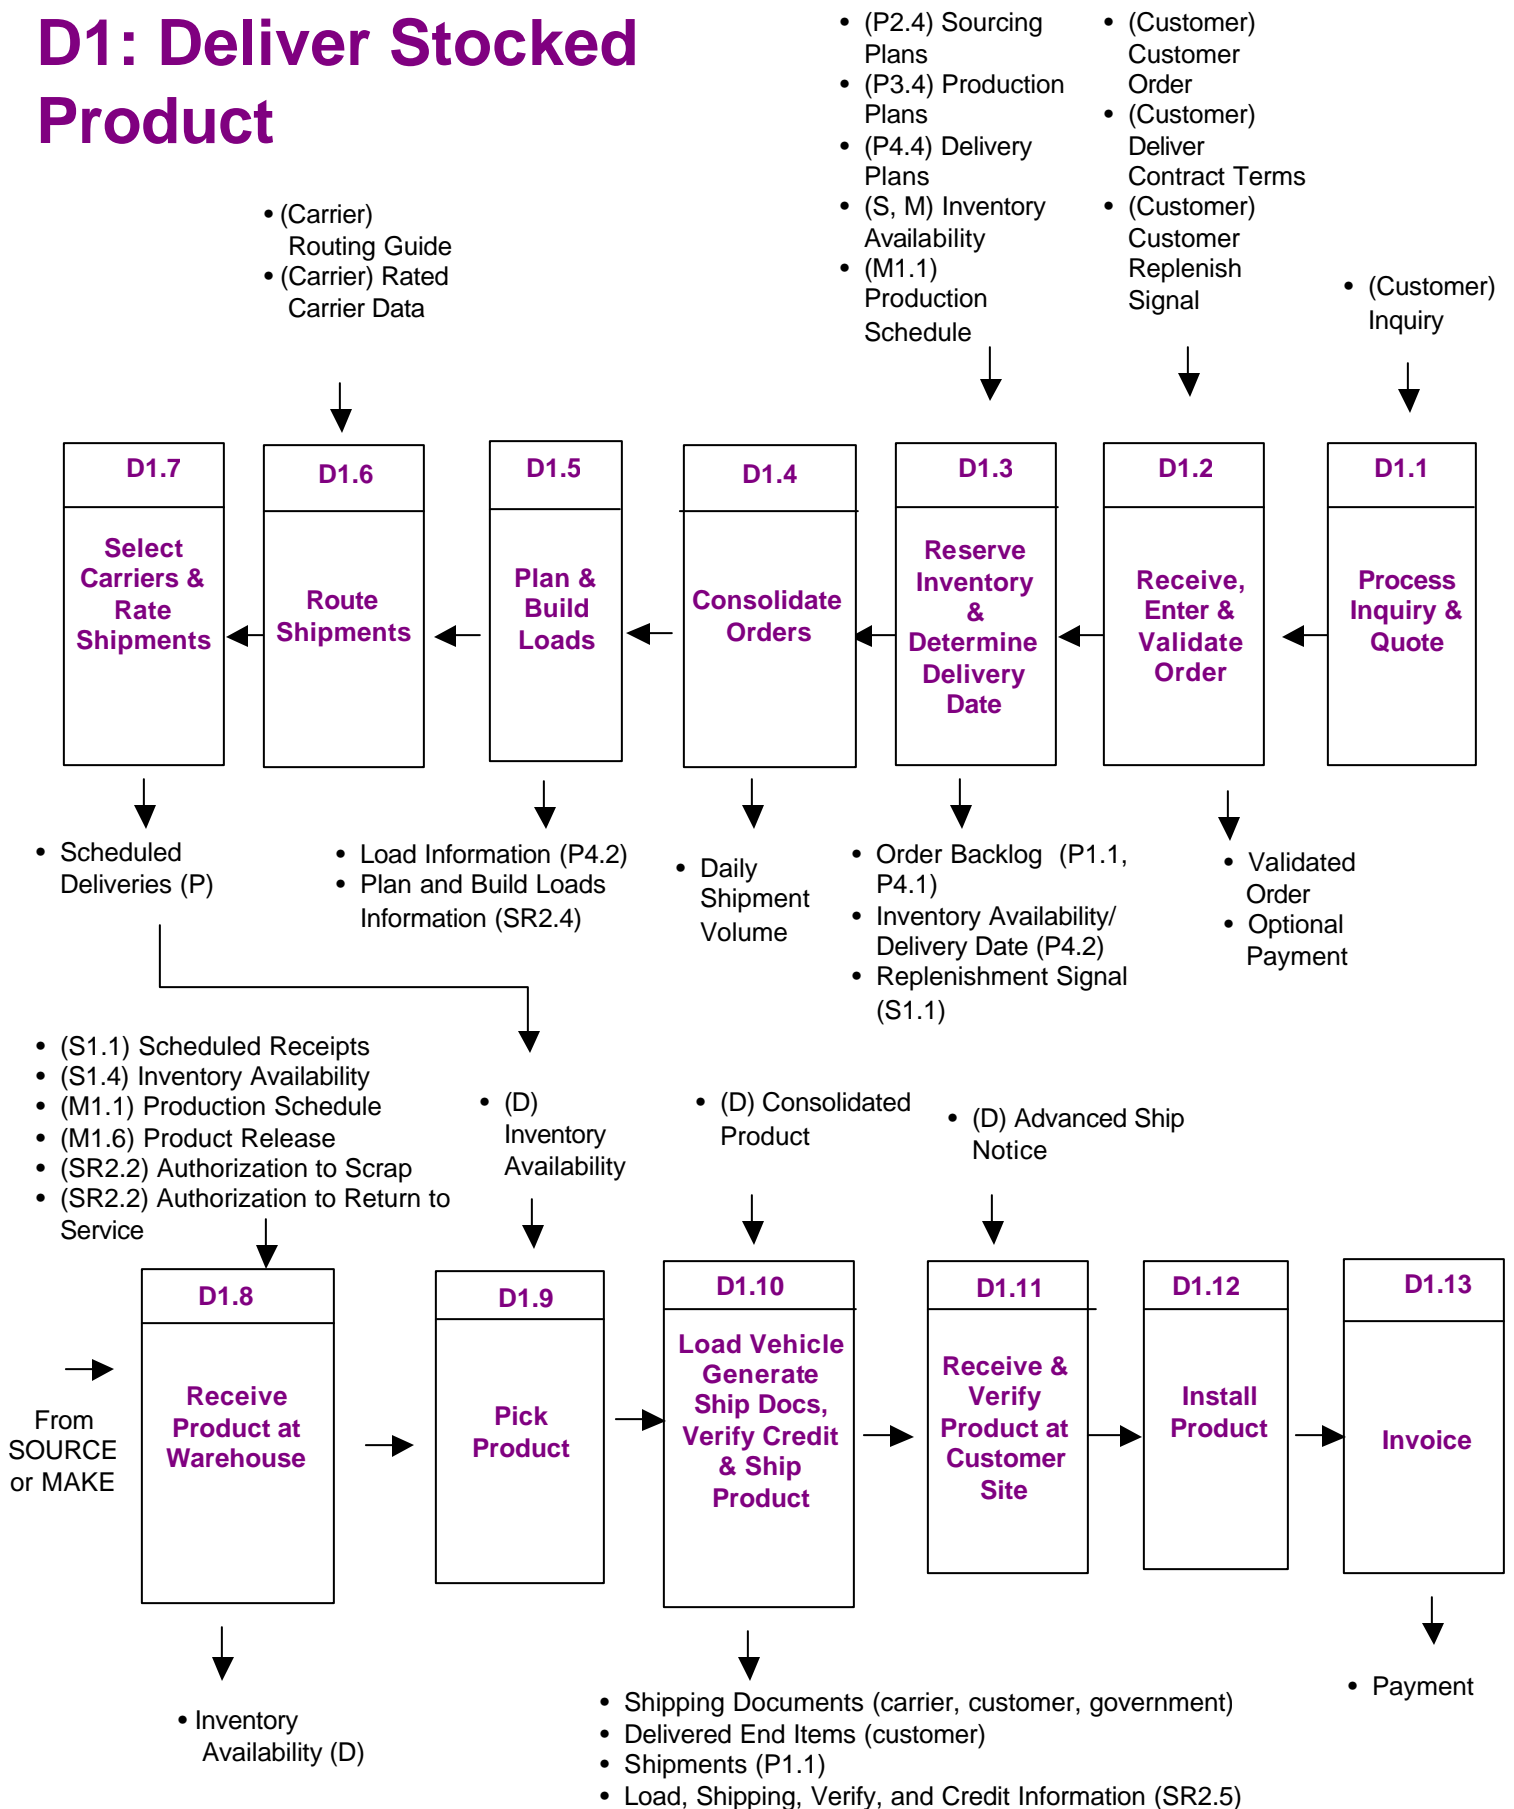 D1: Deliver Stocked
Product
• (P2.4) Sourcing
Plans
• (P3.4) Production
Plans
• (P4.4) Delivery
Plans
• (S, M) Inventory
Availability
• (M1.1)
Production
Schedule
• (Customer)
Customer
Order
• (Customer)
Deliver
Contract Terms
• (Customer)
Customer
Replenish
Signal
• (Customer)
Inquiry
• (Carrier)
Routing Guide
• (Carrier) Rated
Carrier Data
D1.7
Select
Carriers &
Rate
Shipments
D1.6
Route
Shipments
D1.5
Plan &
Build
Loads
D1.4
Consolidate
Orders
D1.3
Reserve
Inventory
&
Determine
Delivery
Date
D1.2
Receive,
Enter &
Validate
Order
D1.1
Process
Inquiry &
Quote
• Scheduled
Deliveries (P)
• Load Information (P4.2)
• Plan and Build Loads
Information (SR2.4)
• Daily
Shipment
Volume
• Order Backlog (P1.1,
P4.1)
• Inventory Availability/
Delivery Date (P4.2)
• Replenishment Signal
(S1.1)
• Validated
Order
• Optional
Payment
• (S1.1) Scheduled Receipts
• (S1.4) Inventory Availability
• (M1.1) Production Schedule
• (M1.6) Product Release
• (SR2.2) Authorization to Scrap
• (SR2.2) Authorization to Return to
Service
• (D)
Inventory
Availability
• (D) Consolidated
Product
• (D) Advanced Ship
Notice
From
SOURCE
or MAKE
D1.8
Receive
Product at
Warehouse
D1.9
Pick
Product
D1.10
Load Vehicle
Generate
Ship Docs,
Verify Credit
& Ship
Product
D1.11
Receive &
Verify
Product at
Customer
Site
D1.12
Install
Product
D1.13
Invoice
• Inventory
Availability (D)
• Shipping Documents (carrier, customer, government)
• Delivered End Items (customer)
• Shipments (P1.1)
• Load, Shipping, Verify, and Credit Information (SR2.5)
• Payment